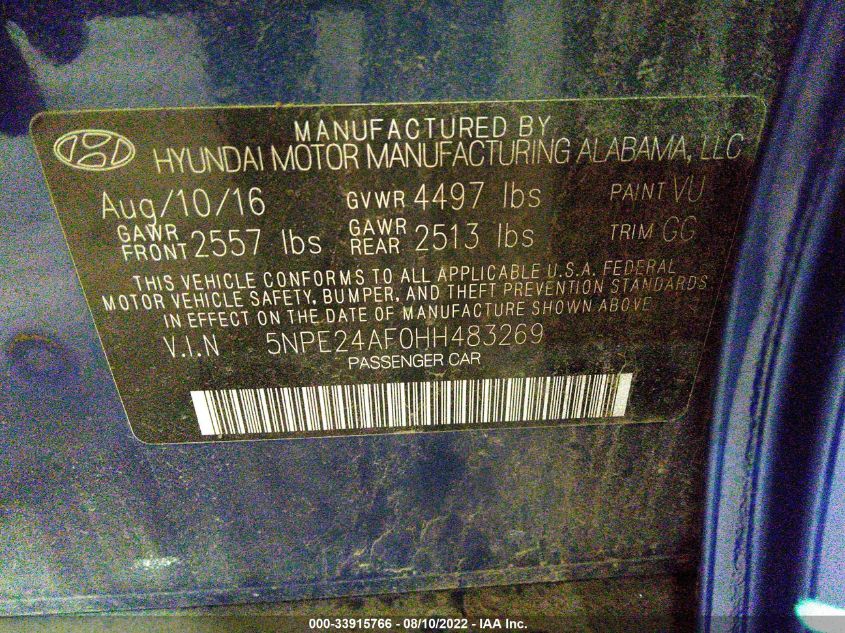 MANUFACTURED BY
HYUNDAI MOTOR MANUFACTURING ALABAMA, LLC
Aug/10/16 GVWR 4497 lbs PAINT VU
GAWR FRONT 2557 lbs GAWR REAR 2513 lbs TRIM GG
THIS VEHICLE CONFORMS TO ALL APPLICABLE U.S.A. FEDERAL
MOTOR VEHICLE SAFETY, BUMPER, AND THEFT PREVENTION STANDARDS
IN EFFECT ON THE DATE OF MANUFACTURE SHOWN ABOVE
V.I.N 5NPE24AF0HH483269
PASSENGER CAR
000-33915766 - 08/10/2022 - IAA Inc.